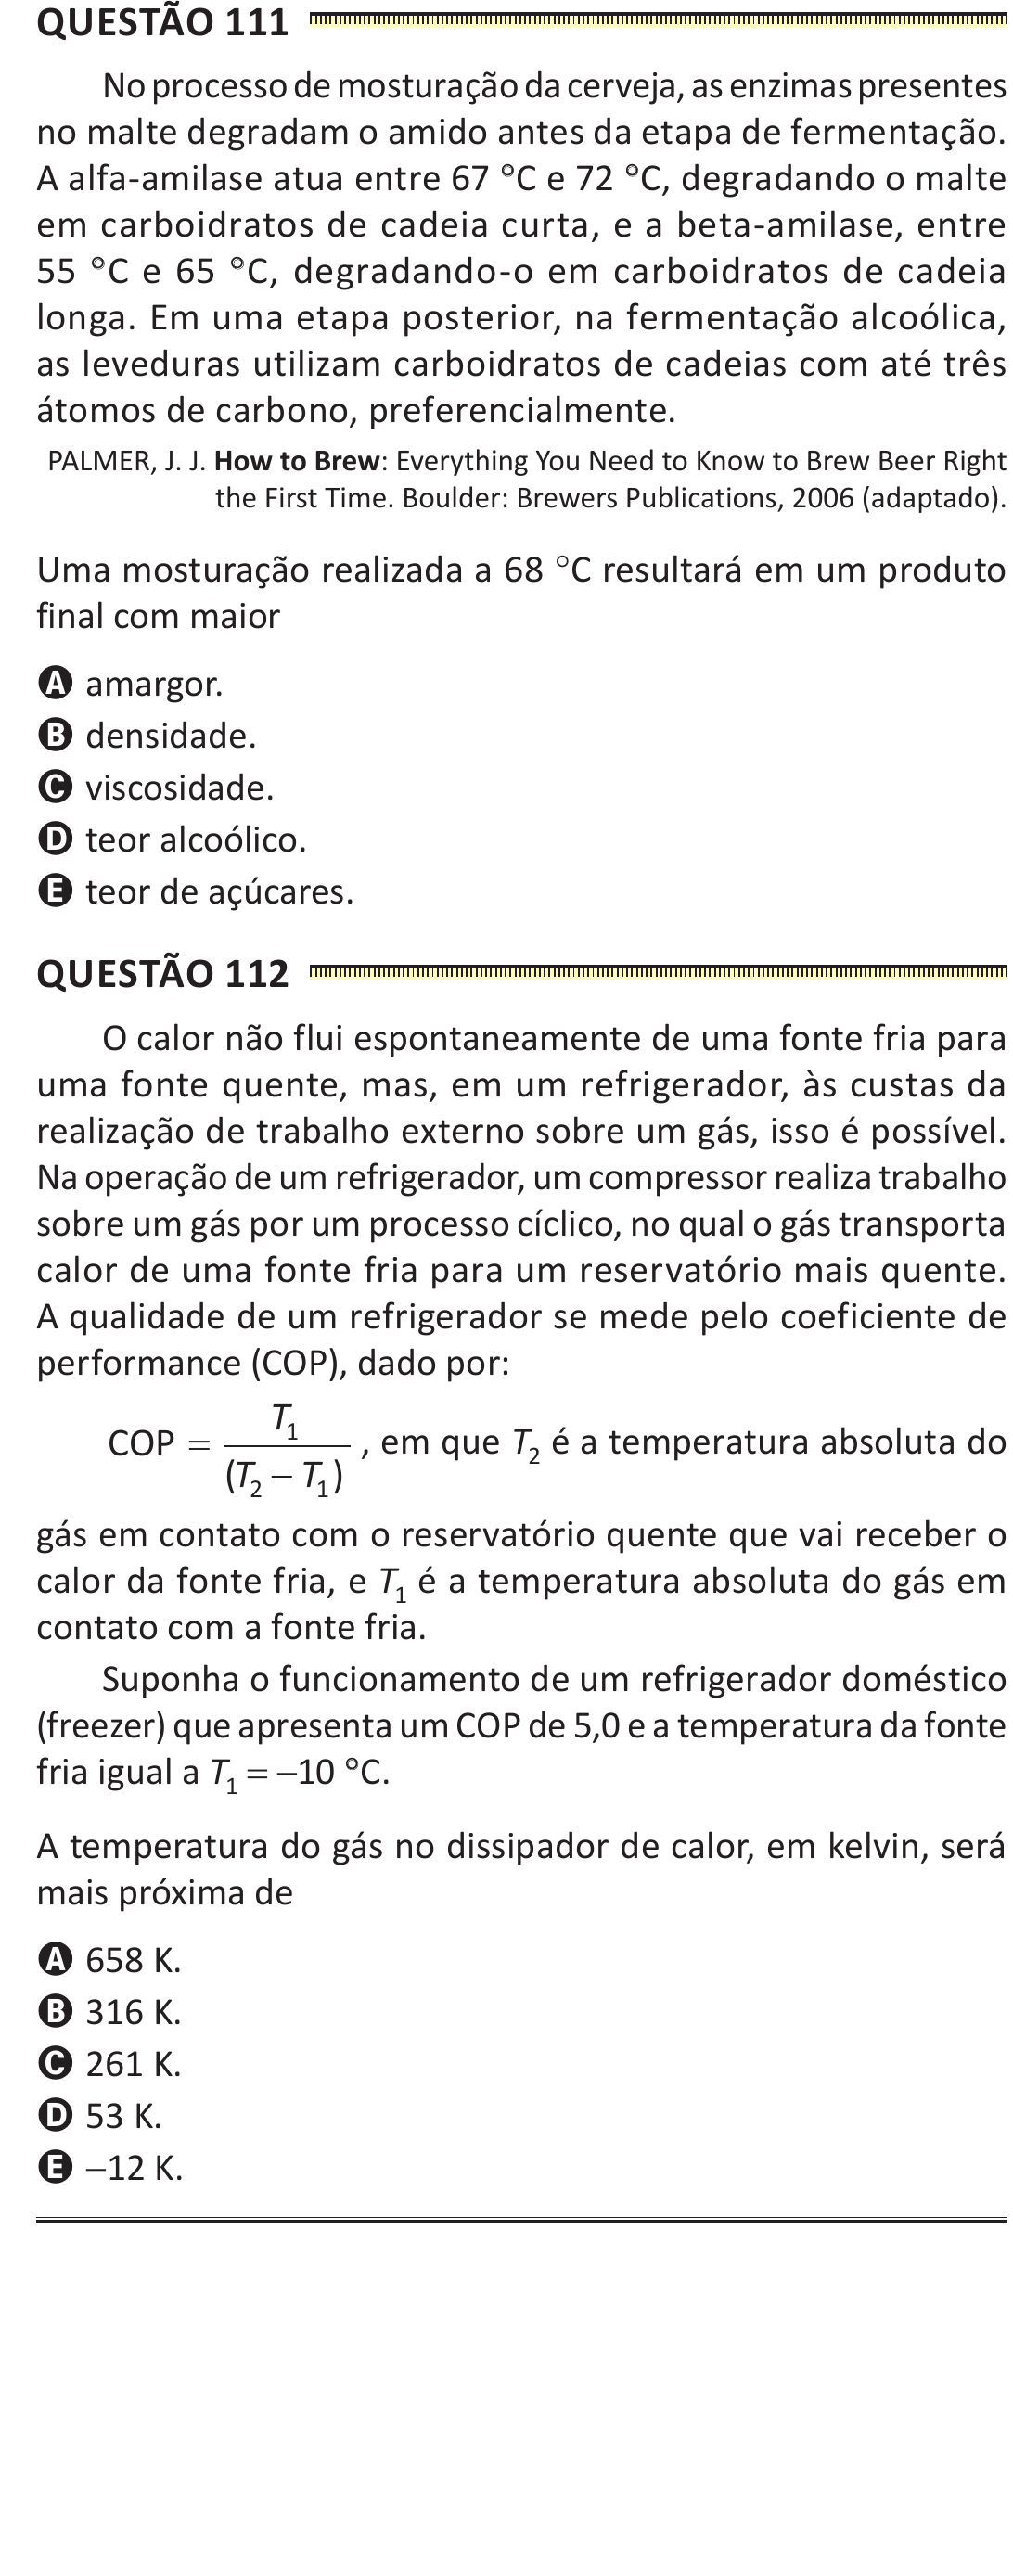 QUESTÃO 111
No processo de mosturação da cerveja, as enzimas presentes
no malte degradam o amido antes da etapa de fermentação.
A alfa-amilase atua entre 67 °C e 72 °C, degradando o malte
em carboidratos de cadeia curta, e a beta-amilase, entre
55 °C e 65 °C, degradando-o em carboidratos de cadeia
longa. Em uma etapa posterior, na fermentação alcoólica,
as leveduras utilizam carboidratos de cadeias com até três
átomos de carbono, preferencialmente.
PALMER, J. J. How to Brew: Everything You Need to Know to Brew Beer Right
the First Time. Boulder: Brewers Publications, 2006 (adaptado).
Uma mosturação realizada a 68 °C resultará em um produto
final com maior
A amargor.
B densidade.
C viscosidade.
D teor alcoólico.
E teor de açúcares.
QUESTÃO 112
O calor não flui espontaneamente de uma fonte fria para
uma fonte quente, mas, em um refrigerador, às custas da
realização de trabalho externo sobre um gás, isso é possível.
Na operação de um refrigerador, um compressor realiza trabalho
sobre um gás por um processo cíclico, no qual o gás transporta
calor de uma fonte fria para um reservatório mais quente.
A qualidade de um refrigerador se mede pelo coeficiente de
performance (COP), dado por:
COP = T₁ / (T₂ – T₁) , em que T₂ é a temperatura absoluta do
gás em contato com o reservatório quente que vai receber o
calor da fonte fria, e T₁ é a temperatura absoluta do gás em
contato com a fonte fria.
Suponha o funcionamento de um refrigerador doméstico
(freezer) que apresenta um COP de 5,0 e a temperatura da fonte
fria igual a T₁ = –10 °C.
A temperatura do gás no dissipador de calor, em kelvin, será
mais próxima de
A 658 K.
B 316 K.
C 261 K.
D 53 K.
E –12 K.